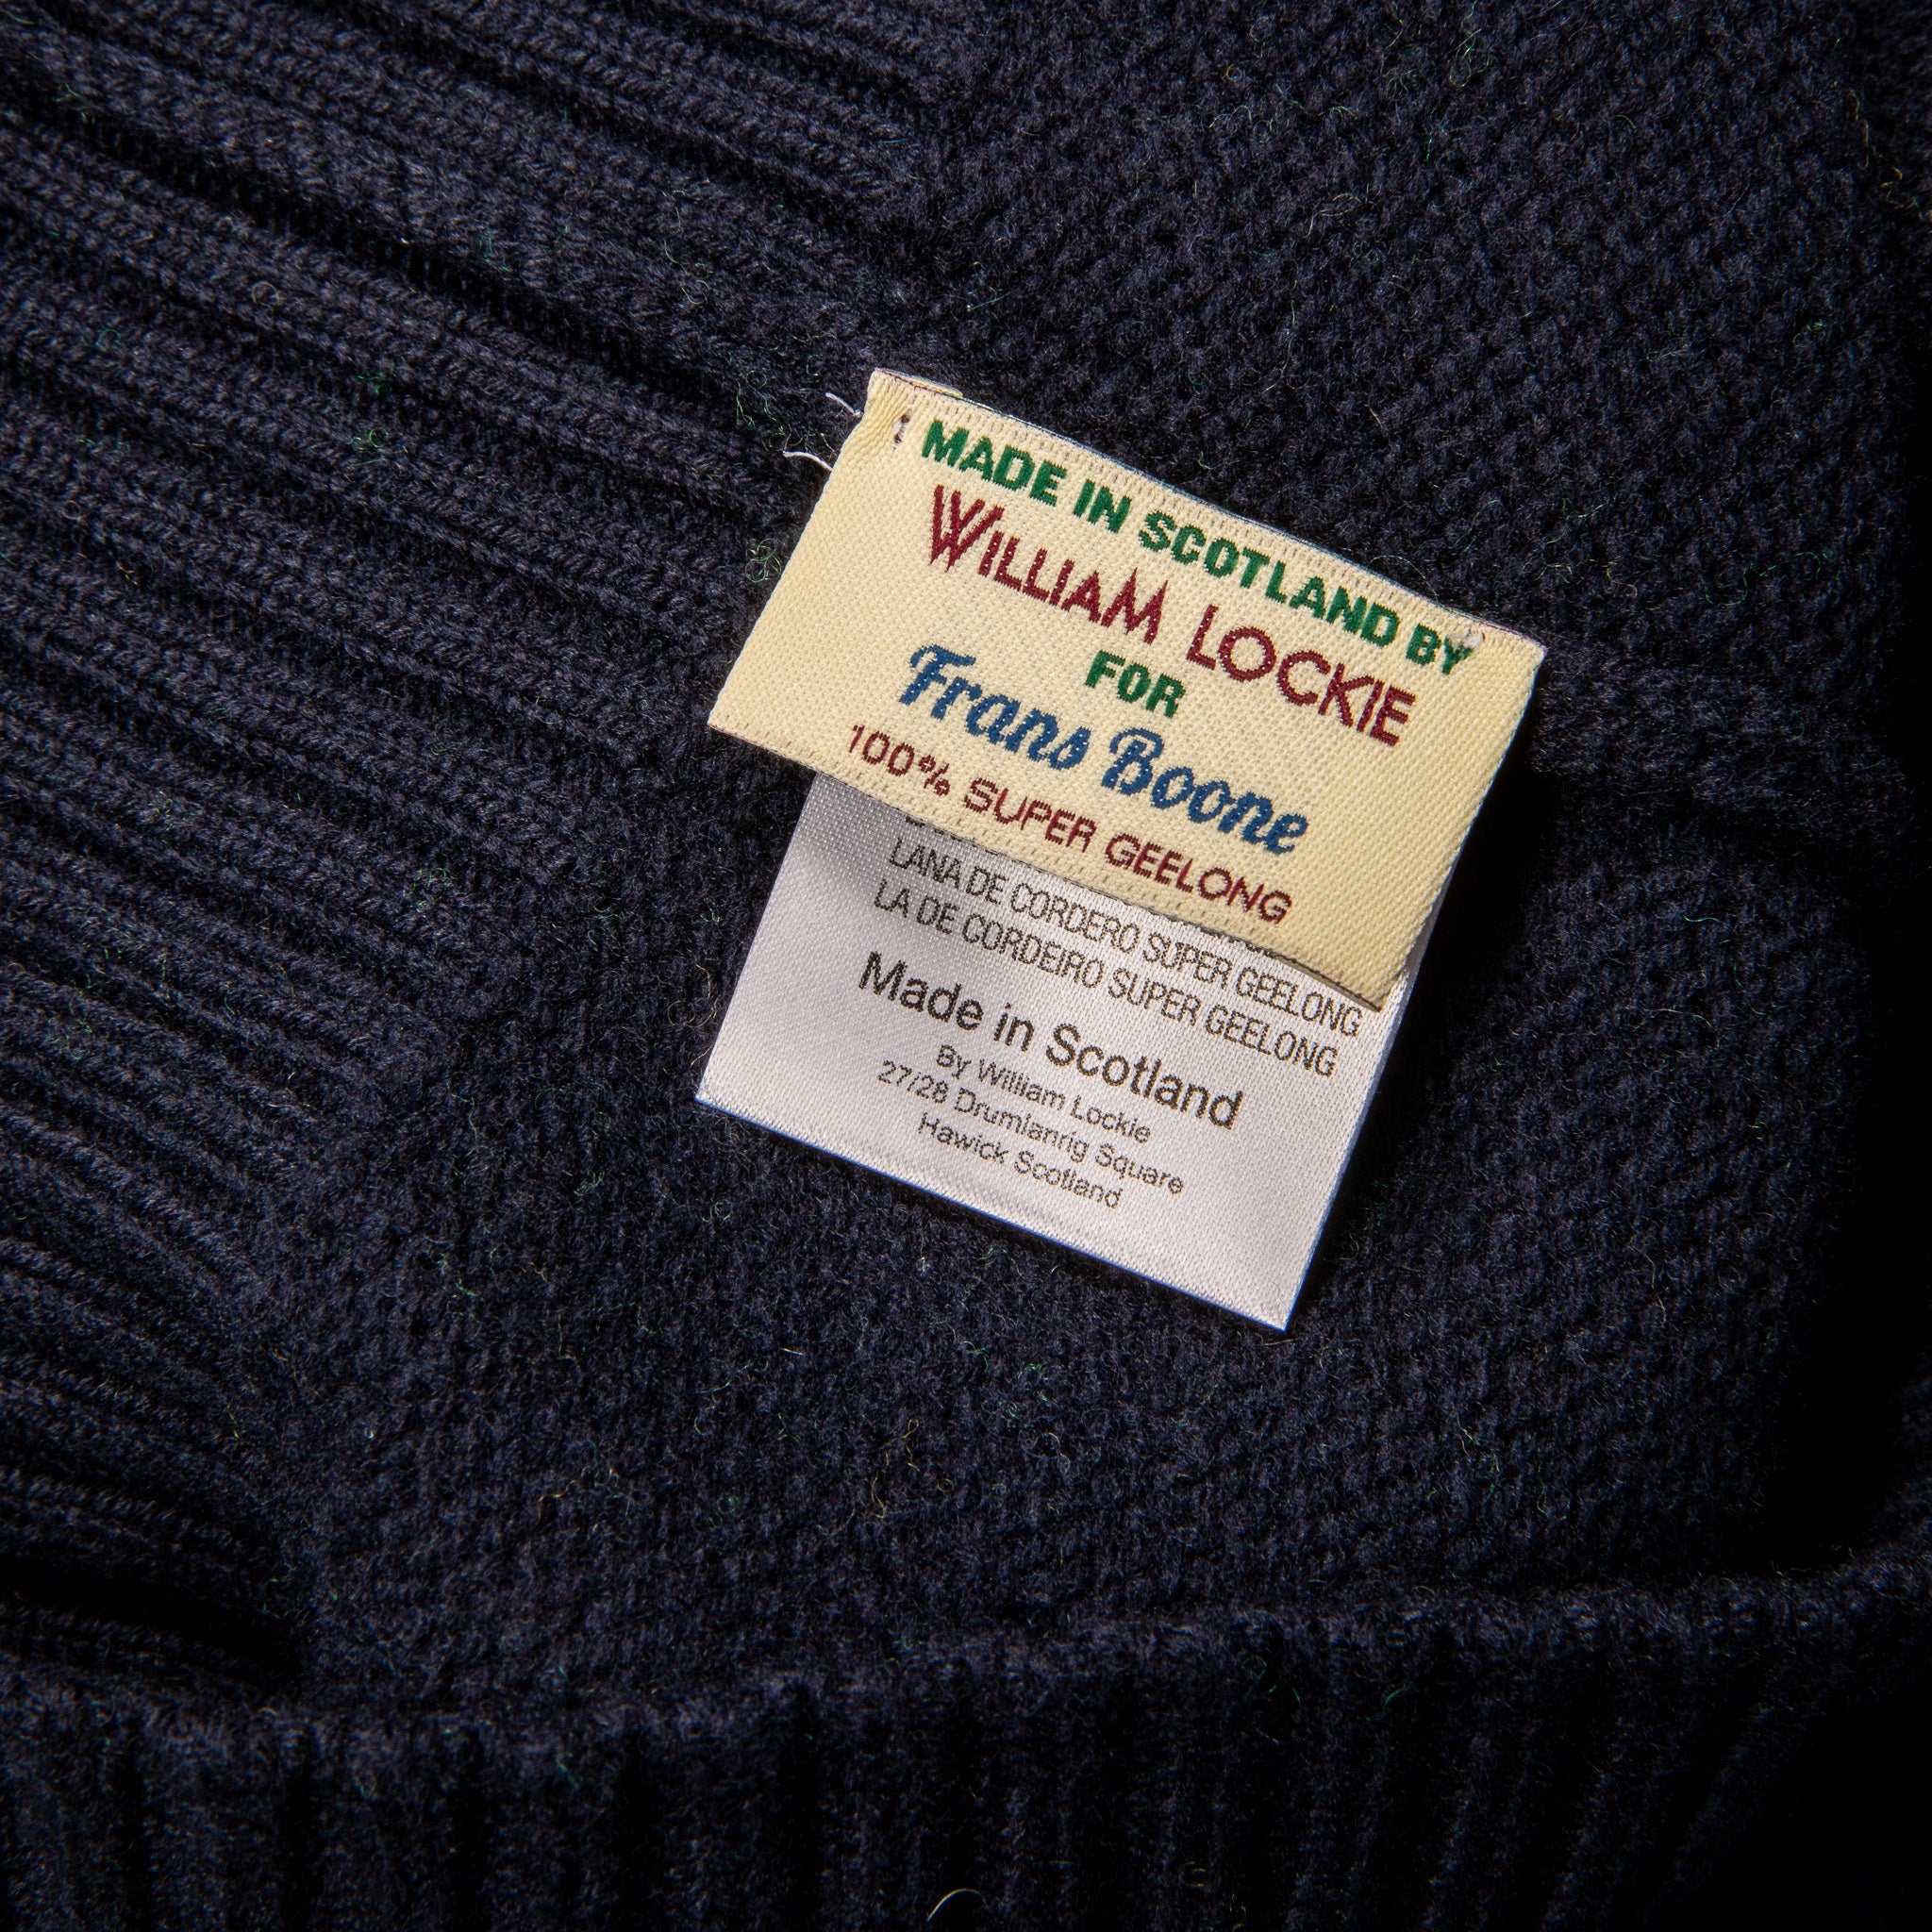 MADE IN SCOTLAND BY
WILLIAM LOCKIE
FOR
Frans Boone
100% SUPER GEELONG
LANA DE CORDERO SUPER GEELONG
LA DE CORDEIRO SUPER GEELONG
Made in Scotland
By William Lockie
27/28 Drumlanrig Square
Hawick Scotland